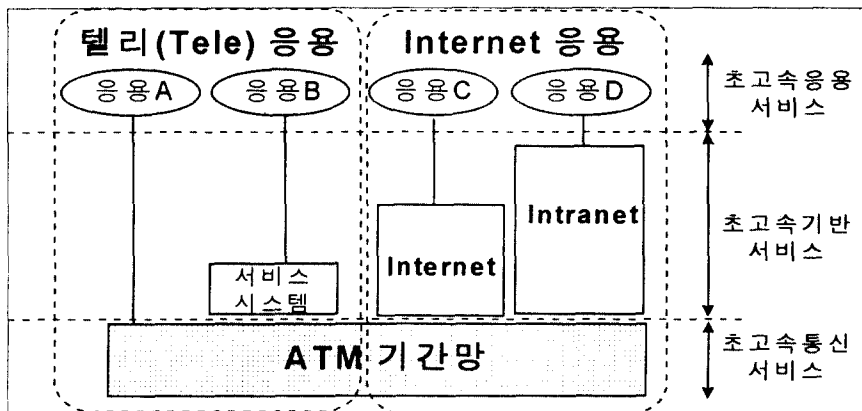 텔리(Tele) 응용
Internet 응용
응용A
응용B
응용C
응용D
초고속응용
서비스
Intranet
Internet
서비스
시스템
초고속기반
서비스
ATM 기간망
초고속통신
서비스